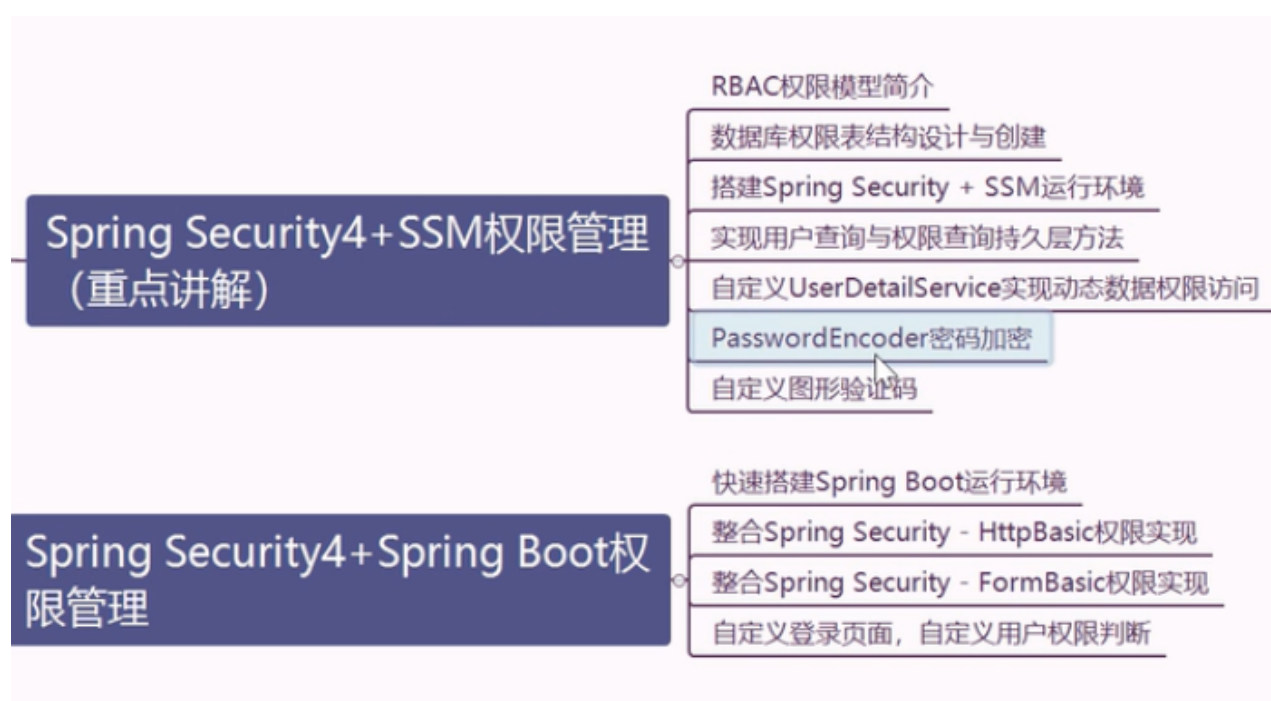 RBAC权限模型简介
数据库权限表结构设计与创建
搭建Spring Security + SSM运行环境
Spring Security4+SSM权限管理
（重点讲解）
实现用户查询与权限查询持久层方法
自定义UserDetailService实现动态数据权限访问
PasswordEncoder密码加密
自定义图形验证码
快速搭建Spring Boot运行环境
整合Spring Security - HttpBasic权限实现
Spring Security4+Spring Boot权
限管理
整合Spring Security - FormBasic权限实现
自定义登录页面，自定义用户权限判断